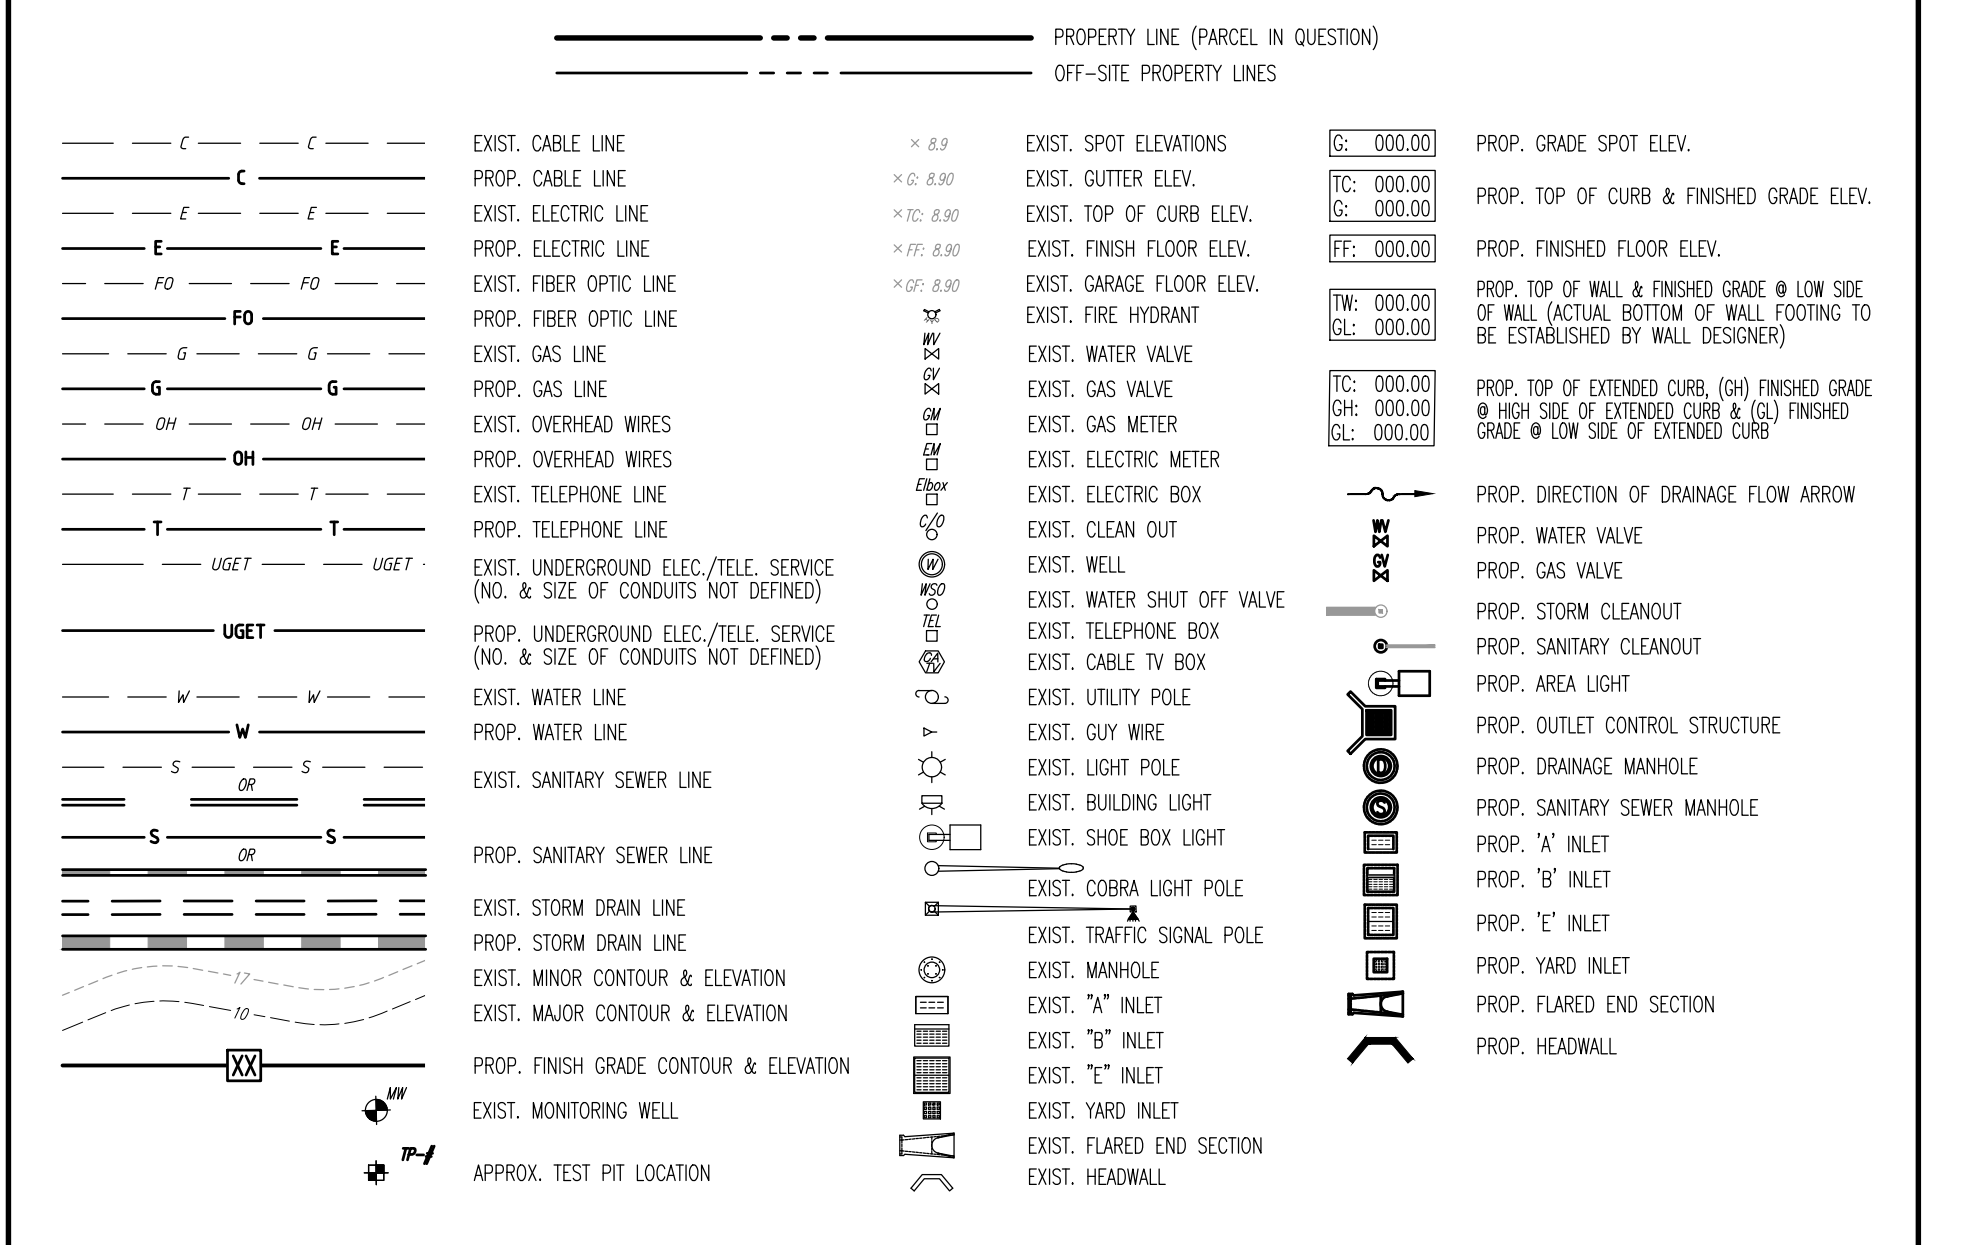 PROPERTY LINE (PARCEL IN QUESTION)
OFF-SITE PROPERTY LINES
C C EXIST. CABLE LINE
C PROP. CABLE LINE
E E EXIST. ELECTRIC LINE
E E PROP. ELECTRIC LINE
FO FO EXIST. FIBER OPTIC LINE
FO PROP. FIBER OPTIC LINE
G G EXIST. GAS LINE
G G PROP. GAS LINE
OH OH EXIST. OVERHEAD WIRES
OH PROP. OVERHEAD WIRES
T T EXIST. TELEPHONE LINE
T T PROP. TELEPHONE LINE
UGET UGET EXIST. UNDERGROUND ELEC./TELE. SERVICE
(NO. & SIZE OF CONDUITS NOT DEFINED)
UGET PROP. UNDERGROUND ELEC./TELE. SERVICE
(NO. & SIZE OF CONDUITS NOT DEFINED)
W W EXIST. WATER LINE
W PROP. WATER LINE
S S
OR EXIST. SANITARY SEWER LINE
S S
OR PROP. SANITARY SEWER LINE
EXIST. STORM DRAIN LINE
PROP. STORM DRAIN LINE
17 EXIST. MINOR CONTOUR & ELEVATION
10 EXIST. MAJOR CONTOUR & ELEVATION
XX PROP. FINISH GRADE CONTOUR & ELEVATION
MW EXIST. MONITORING WELL
TP-# APPROX. TEST PIT LOCATION
× 8.9 EXIST. SPOT ELEVATIONS
× G: 8.90 EXIST. GUTTER ELEV.
× TC: 8.90 EXIST. TOP OF CURB ELEV.
× FF: 8.90 EXIST. FINISH FLOOR ELEV.
× GF: 8.90 EXIST. GARAGE FLOOR ELEV.
EXIST. FIRE HYDRANT
WV EXIST. WATER VALVE
GV EXIST. GAS VALVE
GM EXIST. GAS METER
EM EXIST. ELECTRIC METER
Elbox EXIST. ELECTRIC BOX
C/O EXIST. CLEAN OUT
W EXIST. WELL
WSO EXIST. WATER SHUT OFF VALVE
TEL EXIST. TELEPHONE BOX
CA
TV EXIST. CABLE TV BOX
EXIST. UTILITY POLE
EXIST. GUY WIRE
EXIST. LIGHT POLE
EXIST. BUILDING LIGHT
EXIST. SHOE BOX LIGHT
EXIST. COBRA LIGHT POLE
EXIST. TRAFFIC SIGNAL POLE
EXIST. MANHOLE
EXIST. "A" INLET
EXIST. "B" INLET
EXIST. "E" INLET
EXIST. YARD INLET
EXIST. FLARED END SECTION
EXIST. HEADWALL
G: 000.00 PROP. GRADE SPOT ELEV.
TC: 000.00
G: 000.00
PROP. TOP OF CURB & FINISHED GRADE ELEV.
FF: 000.00 PROP. FINISHED FLOOR ELEV.
TW: 000.00
GL: 000.00
PROP. TOP OF WALL & FINISHED GRADE @ LOW SIDE
OF WALL (ACTUAL BOTTOM OF WALL FOOTING TO
BE ESTABLISHED BY WALL DESIGNER)
TC: 000.00
GH: 000.00
GL: 000.00
PROP. TOP OF EXTENDED CURB, (GH) FINISHED GRADE
@ HIGH SIDE OF EXTENDED CURB & (GL) FINISHED
GRADE @ LOW SIDE OF EXTENDED CURB
PROP. DIRECTION OF DRAINAGE FLOW ARROW
WV PROP. WATER VALVE
GV PROP. GAS VALVE
PROP. STORM CLEANOUT
PROP. SANITARY CLEANOUT
PROP. AREA LIGHT
PROP. OUTLET CONTROL STRUCTURE
D PROP. DRAINAGE MANHOLE
S PROP. SANITARY SEWER MANHOLE
PROP. 'A' INLET
PROP. 'B' INLET
PROP. 'E' INLET
PROP. YARD INLET
PROP. FLARED END SECTION
PROP. HEADWALL